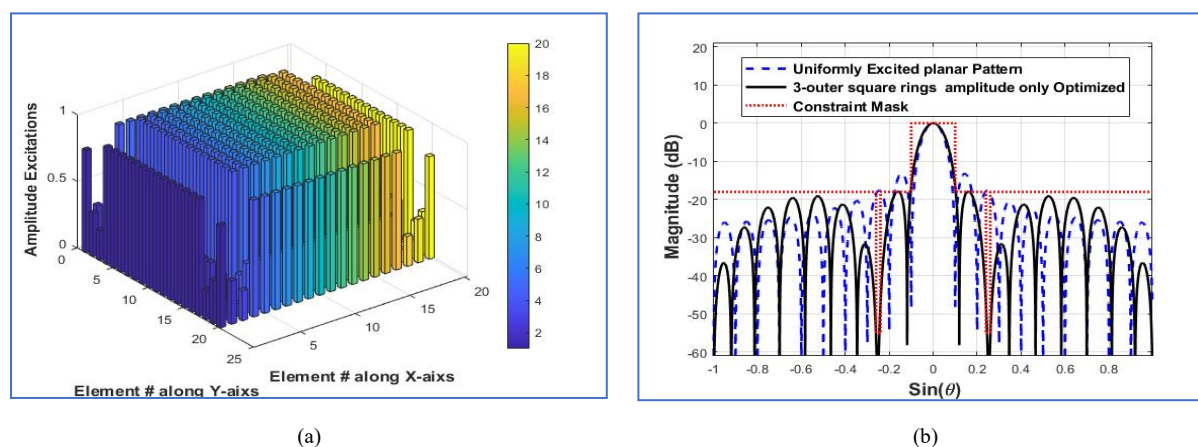 Amplitude Excitations
1
0.5
0
0
5
10
15
20
25
5
10
15
20
Element # along Y-aixs
Element # along X-aixs
20
18
16
14
12
10
8
6
4
2
(a)
Magnitude (dB)
20
10
0
-10
-20
-30
-40
-50
-60
Uniformly Excited planar Pattern
3-outer square rings amplitude only Optimized
Constraint Mask
-1 -0.8 -0.6 -0.4 -0.2 0 0.2 0.4 0.6 0.8
Sin(θ)
(b)